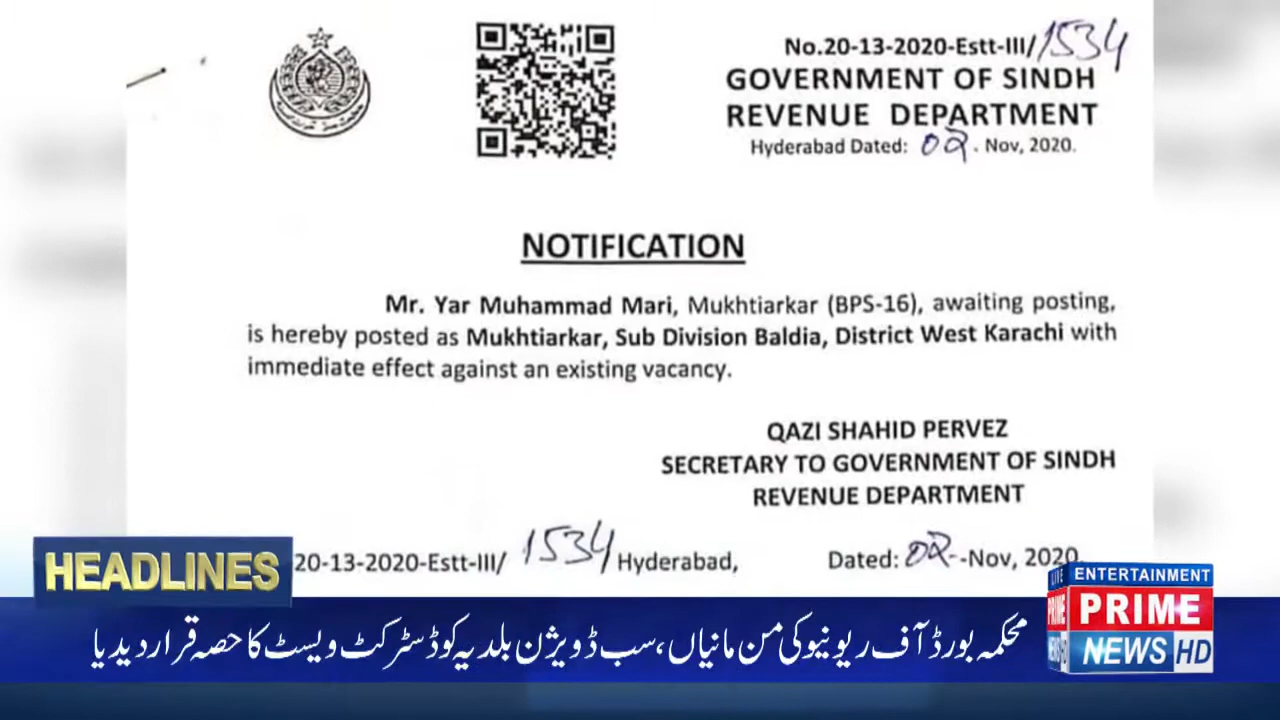 No.20-13-2020-Estt-III/1534
GOVERNMENT OF SINDH
REVENUE DEPARTMENT
Hyderabad Dated: 02. Nov, 2020.
NOTIFICATION
Mr. Yar Muhammad Mari, Mukhtiarkar (BPS-16), awaiting posting,
is hereby posted as Mukhtiarkar, Sub Division Baldia, District West Karachi with
immediate effect against an existing vacancy.
QAZI SHAHID PERVEZ
SECRETARY TO GOVERNMENT OF SINDH
REVENUE DEPARTMENT
20-13-2020-Estt-III/ 1534 Hyderabad, Dated: 02--Nov, 2020.
HEADLINES
محکمہ بورڈ آف ریونیو کی من مانیاں، سب ڈویژن بلدیہ کو ڈسٹرکٹ ویسٹ کا حصہ قرار دیدیا
LIVE ENTERTAINMENT
PRIME
NEWS HD